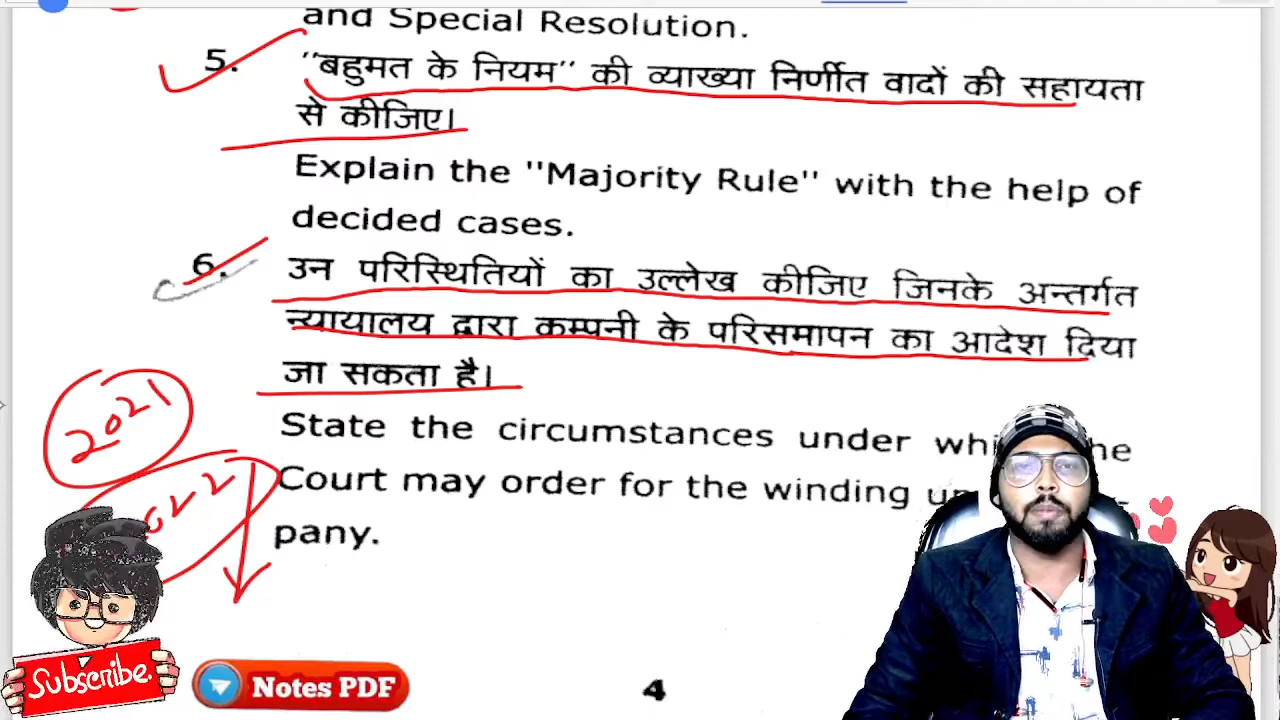 and Special Resolution.
5. ''बहुमत के नियम'' की व्याख्या निर्णीत वादों की सहायता
से कीजिए।
Explain the ''Majority Rule'' with the help of
decided cases.
6. उन परिस्थितियों का उल्लेख कीजिए जिनके अन्तर्गत
न्यायालय द्वारा कम्पनी के परिसमापन का आदेश दिया
जा सकता है।
2021
State the circumstances under
Court may order for the winding
22
pany.
Subscribe.
Notes PDF
4